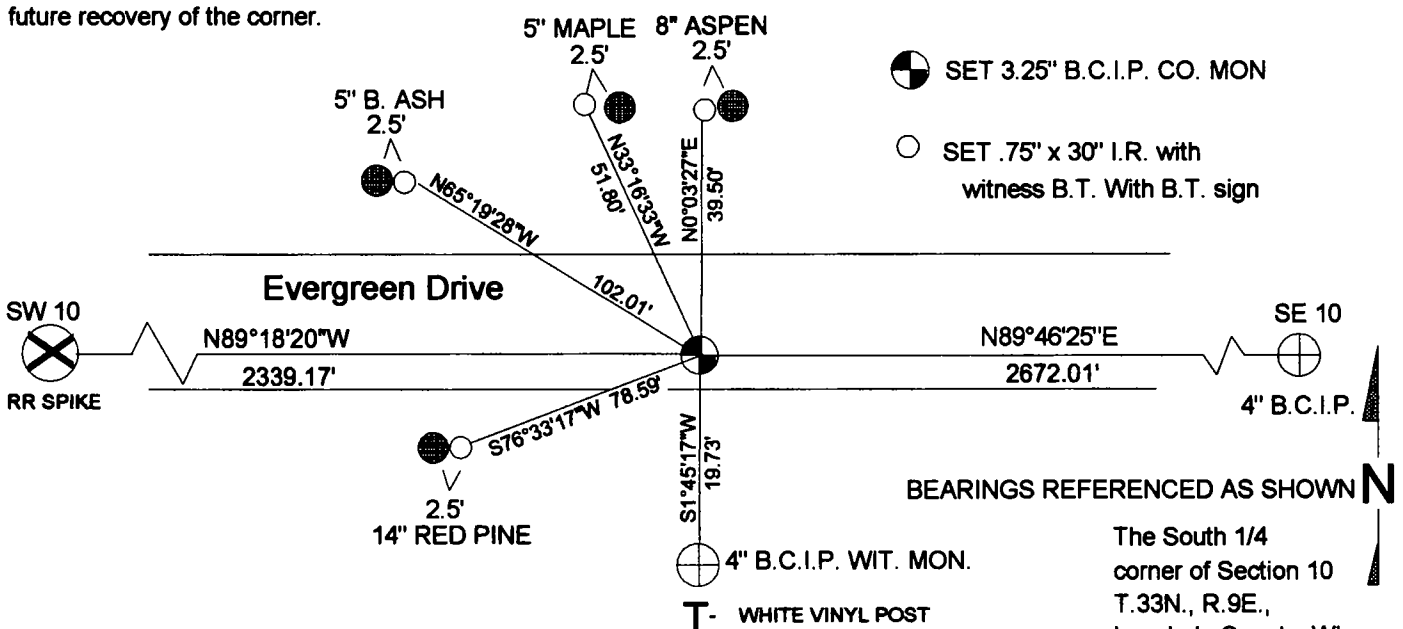 future recovery of the corner.
5" MAPLE
2.5'
8" ASPEN
2.5'
5" B. ASH
2.5'
SET 3.25" B.C.I.P. CO. MON
SET .75" x 30" I.R. with
witness B.T. With B.T. sign
N65°19'28"W
102.01'
N33°16'33"W
51.80'
N0°03'27"E
39.50'
Evergreen Drive
SW 10
RR SPIKE
N89°18'20"W
2339.17'
N89°46'25"E
2672.01'
SE 10
4" B.C.I.P.
S76°33'17"W 78.59'
2.5'
14" RED PINE
S1°45'17"W
19.73'
BEARINGS REFERENCED AS SHOWN
N
4" B.C.I.P. WIT. MON.
T- WHITE VINYL POST
The South 1/4
corner of Section 10
T.33N., R.9E.,